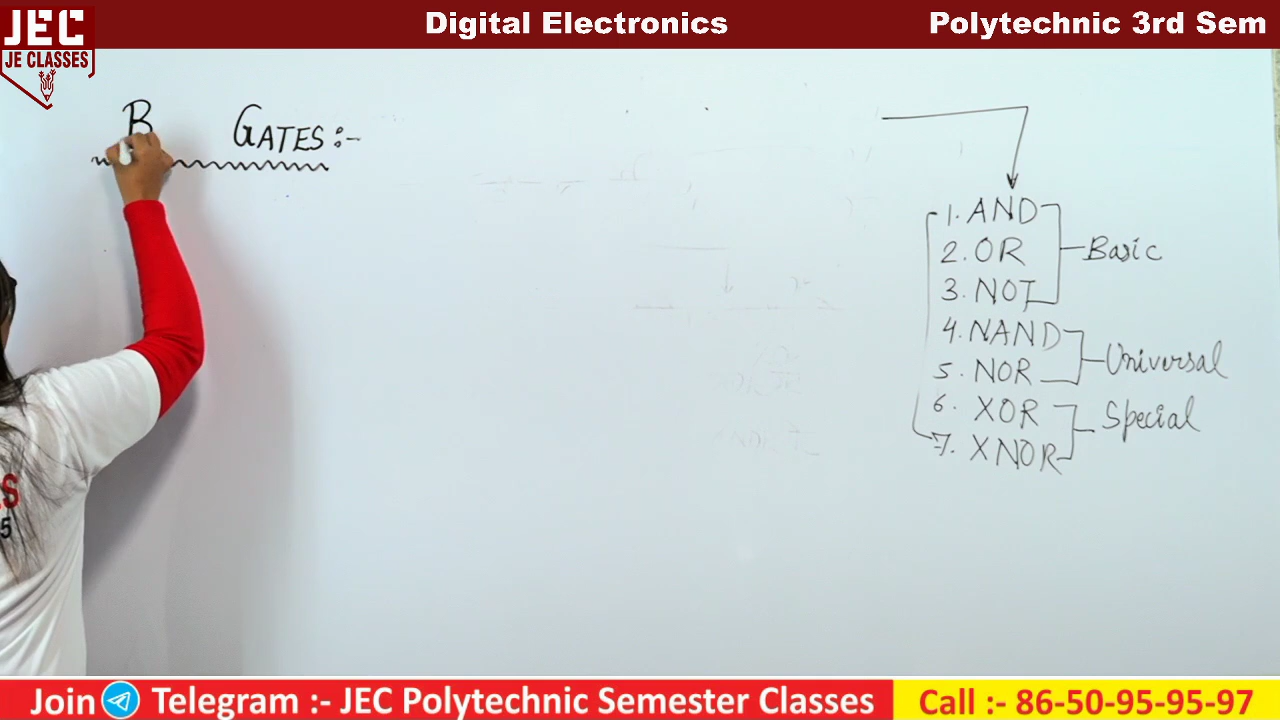 JEC
JE CLASSES
Digital Electronics
Polytechnic 3rd Sem
B GATES :-
1. AND
2. OR
3. NOT
Basic
4. NAND
5. NOR
Universal
6. XOR
7. XNOR
Special
S
5
Join Telegram :- JEC Polytechnic Semester Classes
Call :- 86-50-95-95-97